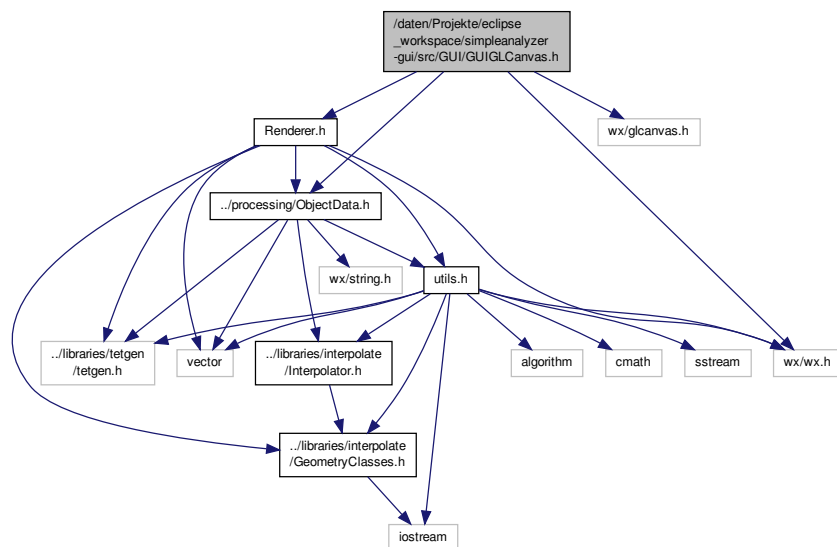 /daten/Projekte/eclipse
_workspace/simpleanalyzer
-gui/src/GUI/GUIGLCanvas.h
Renderer.h
wx/glcanvas.h
../processing/ObjectData.h
wx/string.h
utils.h
../libraries/tetgen
/tetgen.h
vector
../libraries/interpolate
/Interpolator.h
algorithm
cmath
sstream
wx/wx.h
../libraries/interpolate
/GeometryClasses.h
iostream